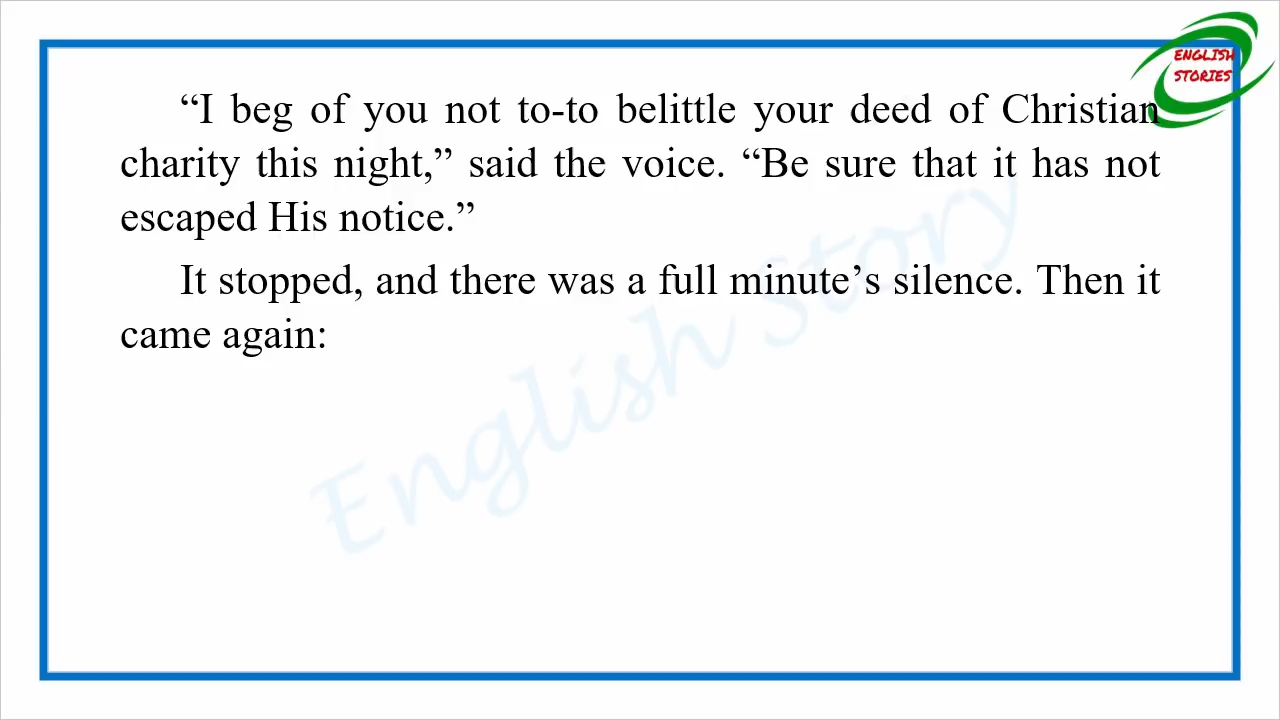 ENGLISH
STORIES
“I beg of you not to-to belittle your deed of Christian
charity this night,” said the voice. “Be sure that it has not
escaped His notice.”
It stopped, and there was a full minute’s silence. Then it
came again:
English Story